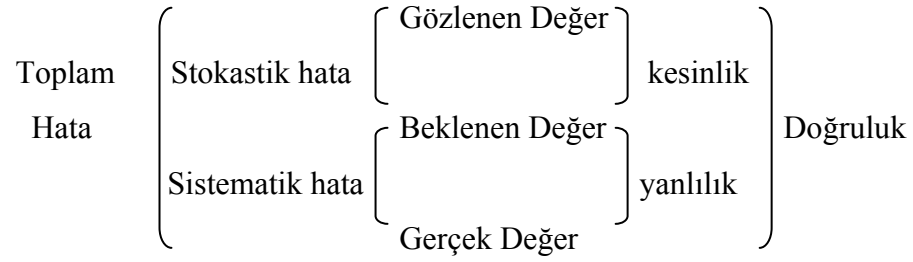 Gözlenen Değer
Toplam Stokastik hata kesinlik
Hata Beklenen Değer Doğruluk
Sistematik hata yanlılık
Gerçek Değer